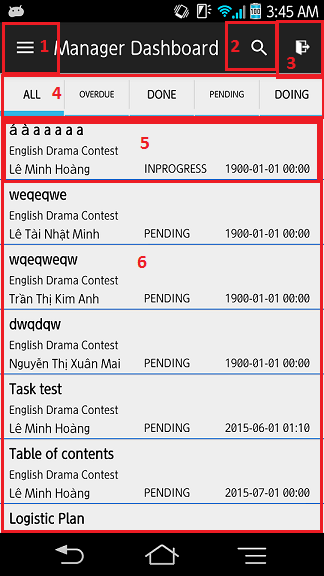 3:45 AM
1 Manager Dashboard 2 3
ALL OVERDUE DONE PENDING DOING
4
á à a a a a a
5
English Drama Contest
Lê Minh Hoàng INPROGRESS 1900-01-01 00:00
weqeqwe
English Drama Contest
Lê Tài Nhật Minh PENDING 1900-01-01 00:00
wqeqweqw
6
English Drama Contest
Trần Thị Kim Anh PENDING 1900-01-01 00:00
dwqdqw
English Drama Contest
Nguyễn Thị Xuân Mai PENDING 1900-01-01 00:00
Task test
English Drama Contest
Lê Minh Hoàng PENDING 2015-06-01 01:10
Table of contents
English Drama Contest
Lê Minh Hoàng PENDING 2015-07-01 00:00
Logistic Plan